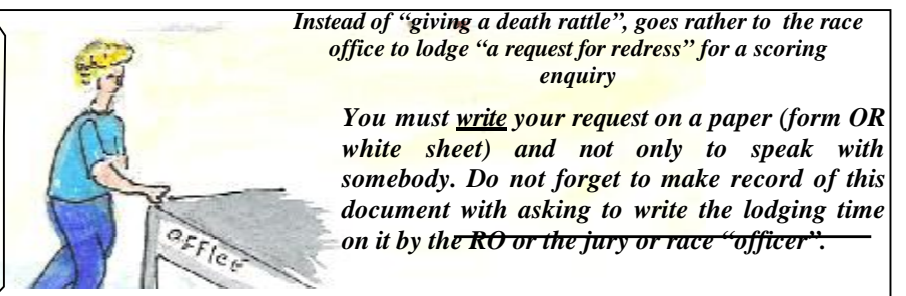 Instead of “giving a death rattle”, goes rather to the race
office to lodge “a request for redress” for a scoring
enquiry
You must write your request on a paper (form OR
white sheet) and not only to speak with
somebody. Do not forget to make record of this
document with asking to write the lodging time
on it by the RO or the jury or race “officer”.
OFFICE